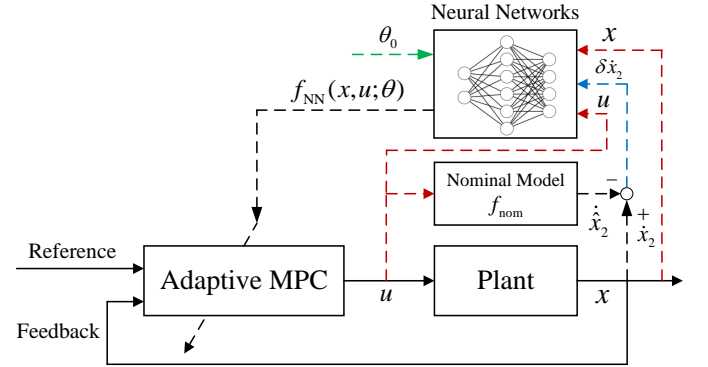 Neural Networks
θ₀
x
δẋ₂
u
f_NN(x,u;θ)
Nominal Model
f_nom
−
+
x̂̇₂
ẋ₂
Reference
Adaptive MPC
u
Plant
x
Feedback